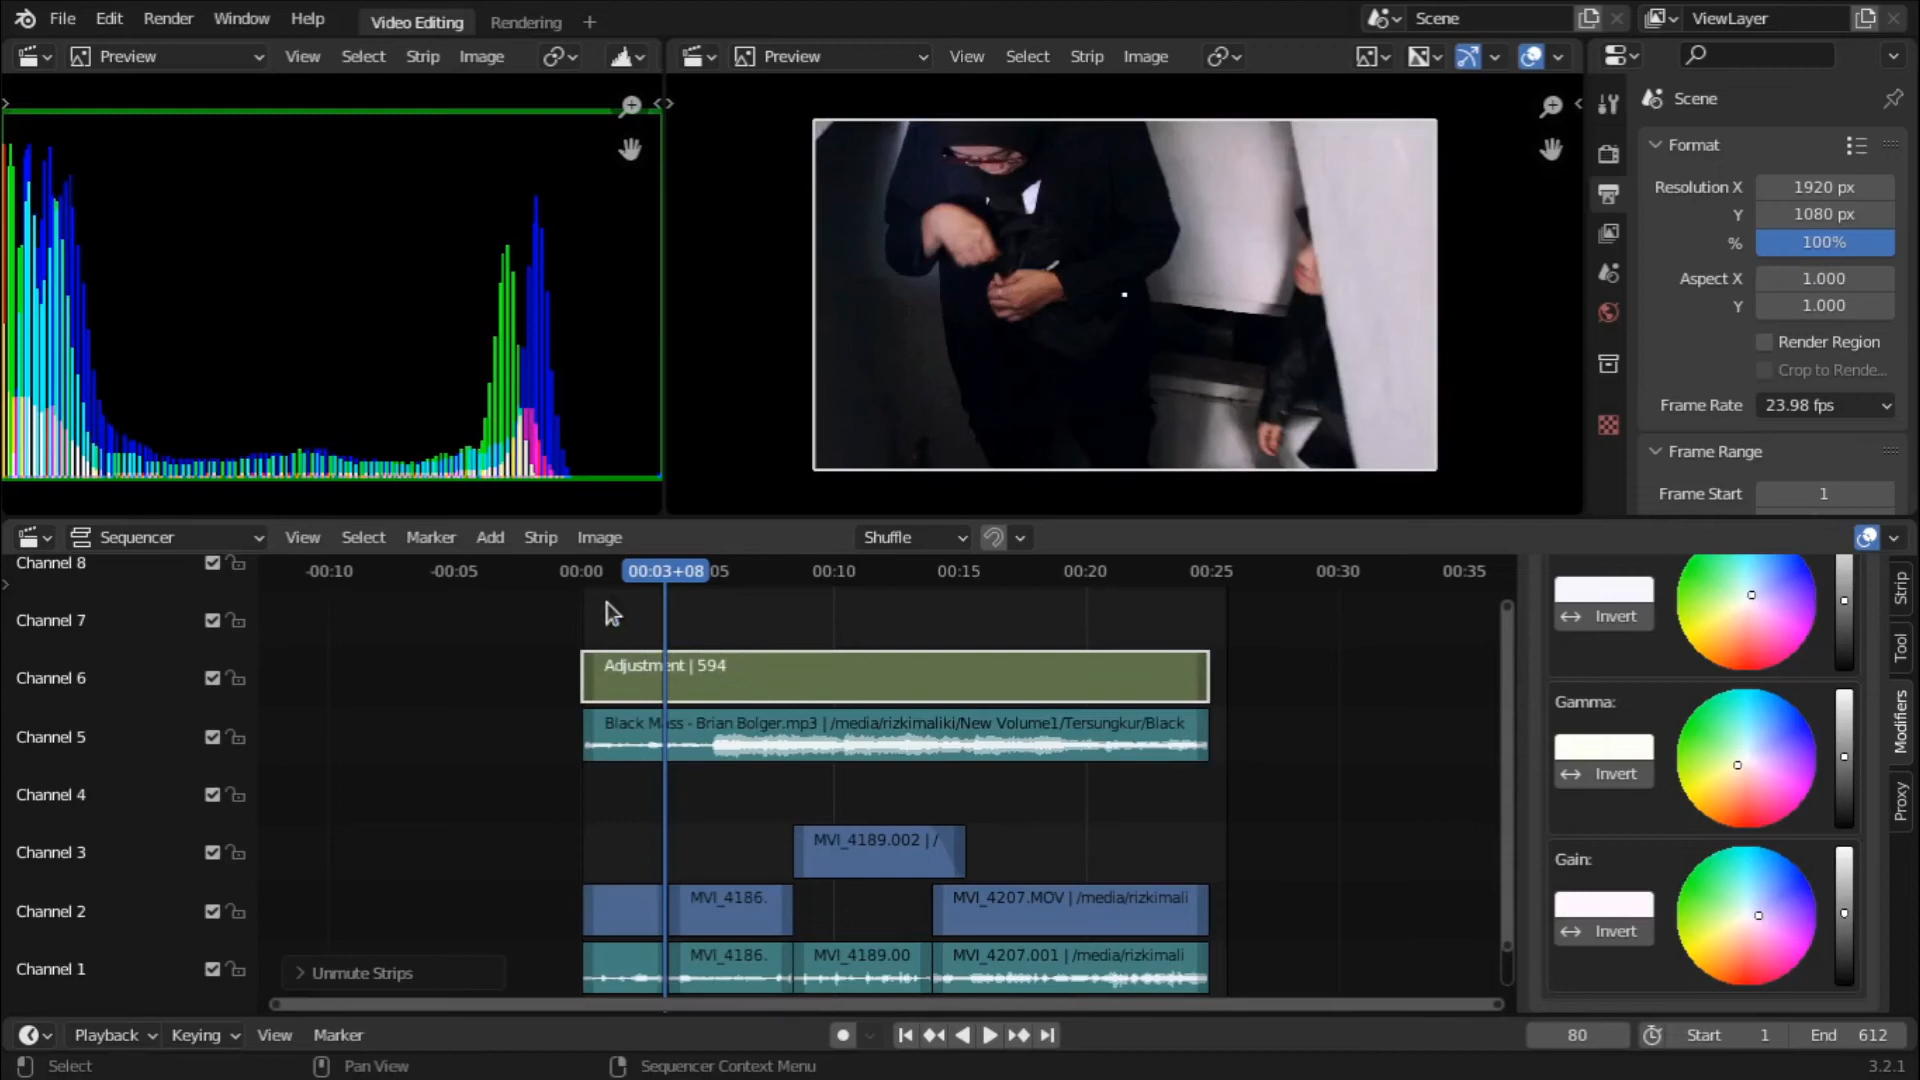 File Edit Render Window Help Video Editing Rendering + Scene ViewLayer
Preview View Select Strip Image Preview View Select Strip Image
Scene
Format
Resolution X 1920 px
Y 1080 px
% 100%
Aspect X 1.000
Y 1.000
Render Region
Crop to Rende...
Frame Rate 23.98 fps
Frame Range
Frame Start 1
Sequencer View Select Marker Add Strip Image Shuffle
-00:10 -00:05 00:00 00:03+08 05 00:10 00:15 00:20 00:25 00:30 00:35
Channel 8
Channel 7
Channel 6
Channel 5
Channel 4
Channel 3
Channel 2
Channel 1
Adjustment | 594
Black Mass - Brian Bolger.mp3 | /media/rizkimaliki/New Volume1/Tersungkur/Black
MVI_4189.002 | /
MVI_4186. MVI_4207.MOV | /media/rizkimali
MVI_4186. MVI_4189.00 MVI_4207.001 | /media/rizkimali
Unmute Strips
Invert
Gamma:
Invert
Gain:
Invert
Strip
Tool
Modifiers
Proxy
Playback Keying View Marker 80 Start 1 End 612
Select Pan View Sequencer Context Menu 3.2.1